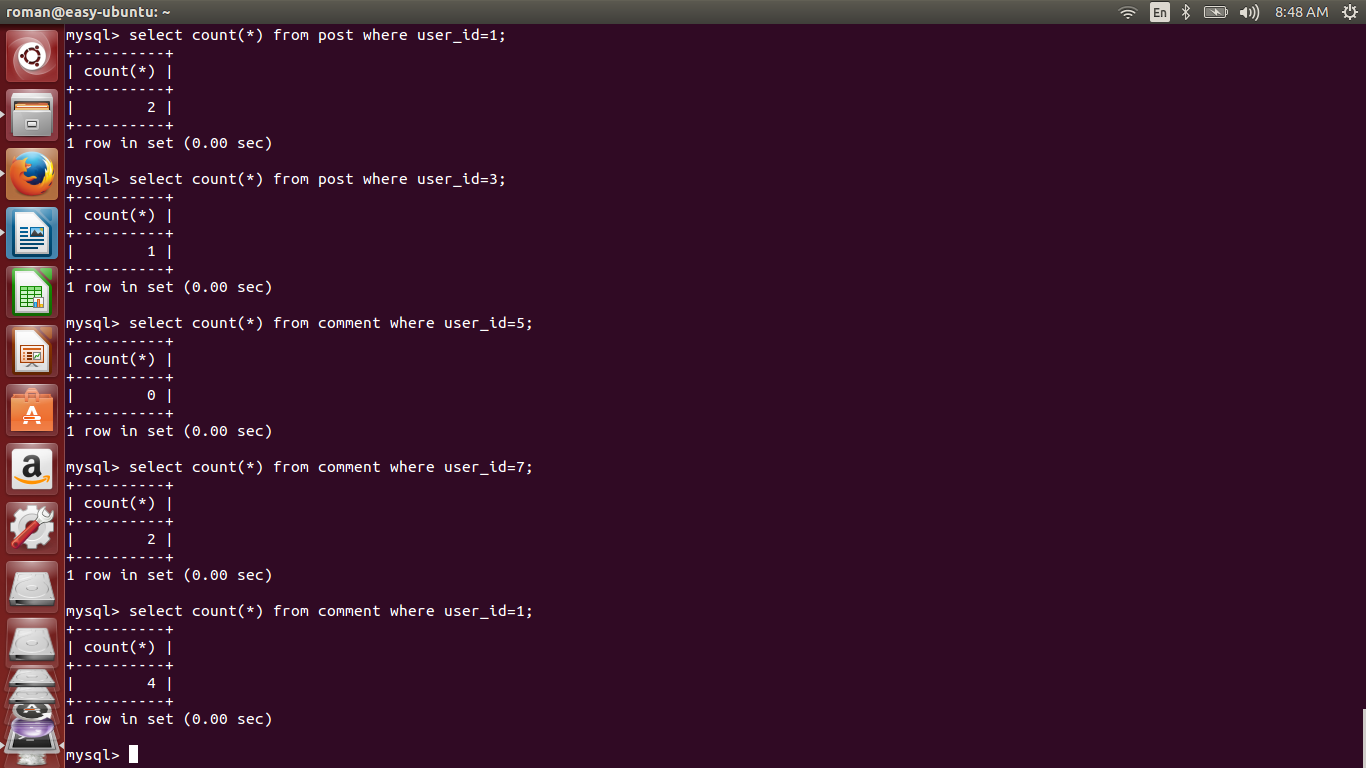 roman@easy-ubuntu: ~
En
8:48 AM
mysql> select count(*) from post where user_id=1;
+----------+
| count(*) |
+----------+
|        2 |
+----------+
1 row in set (0.00 sec)
mysql> select count(*) from post where user_id=3;
+----------+
| count(*) |
+----------+
|        1 |
+----------+
1 row in set (0.00 sec)
mysql> select count(*) from comment where user_id=5;
+----------+
| count(*) |
+----------+
|        0 |
+----------+
1 row in set (0.00 sec)
mysql> select count(*) from comment where user_id=7;
+----------+
| count(*) |
+----------+
|        2 |
+----------+
1 row in set (0.00 sec)
mysql> select count(*) from comment where user_id=1;
+----------+
| count(*) |
+----------+
|        4 |
+----------+
1 row in set (0.00 sec)
mysql>